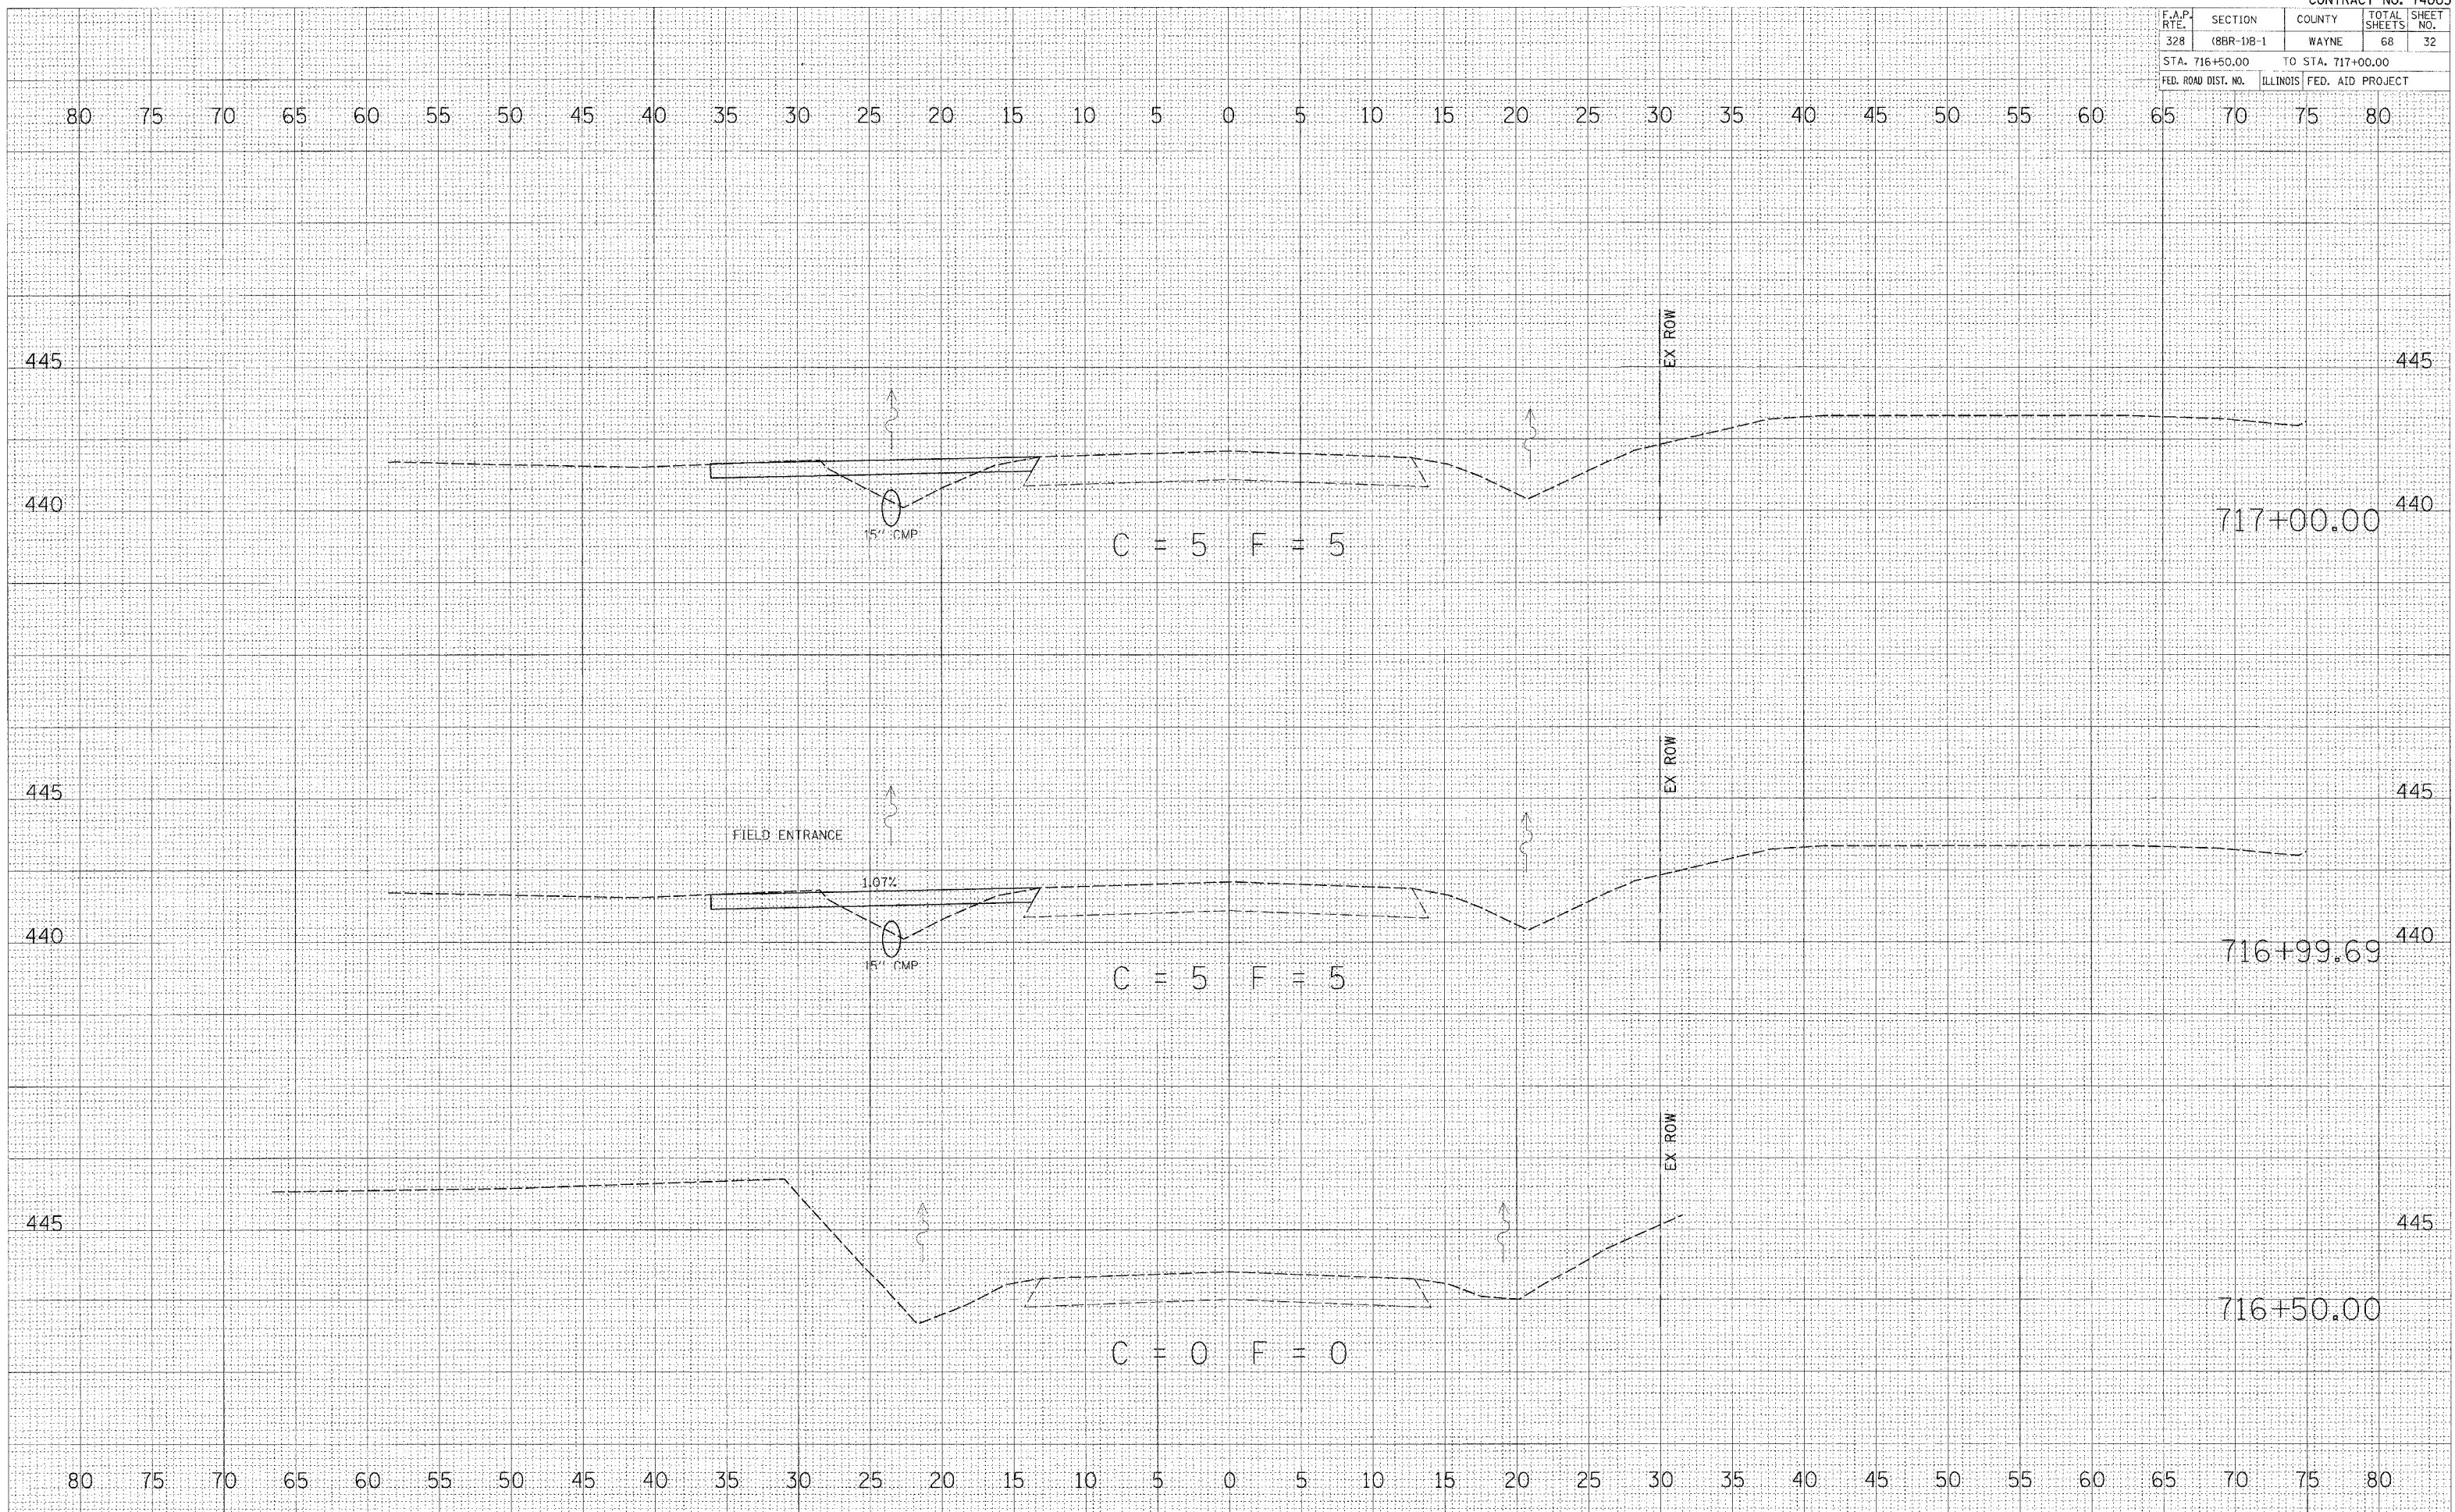 F.A.P. RTE. SECTION COUNTY TOTAL SHEETS SHEET NO.
328 (8BR-1)B-1 WAYNE 68 32
STA. 716+50.00 TO STA. 717+00.00
FED. ROAD DIST. NO. ILLINOIS FED. AID PROJECT
80 75 70 65 60 55 50 45 40 35 30 25 20 15 10 5 0 5 10 15 20 25 30 35 40 45 50 55 60 65 70 75 80
EX ROW
445 445
440 440
717+00.00
15" CMP
C = 5 F = 5
EX ROW
445 445
FIELD ENTRANCE
1.07%
440 440
716+99.69
15" CMP
C = 5 F = 5
EX ROW
445 445
716+50.00
C = 0 F = 0
80 75 70 65 60 55 50 45 40 35 30 25 20 15 10 5 0 5 10 15 20 25 30 35 40 45 50 55 60 65 70 75 80